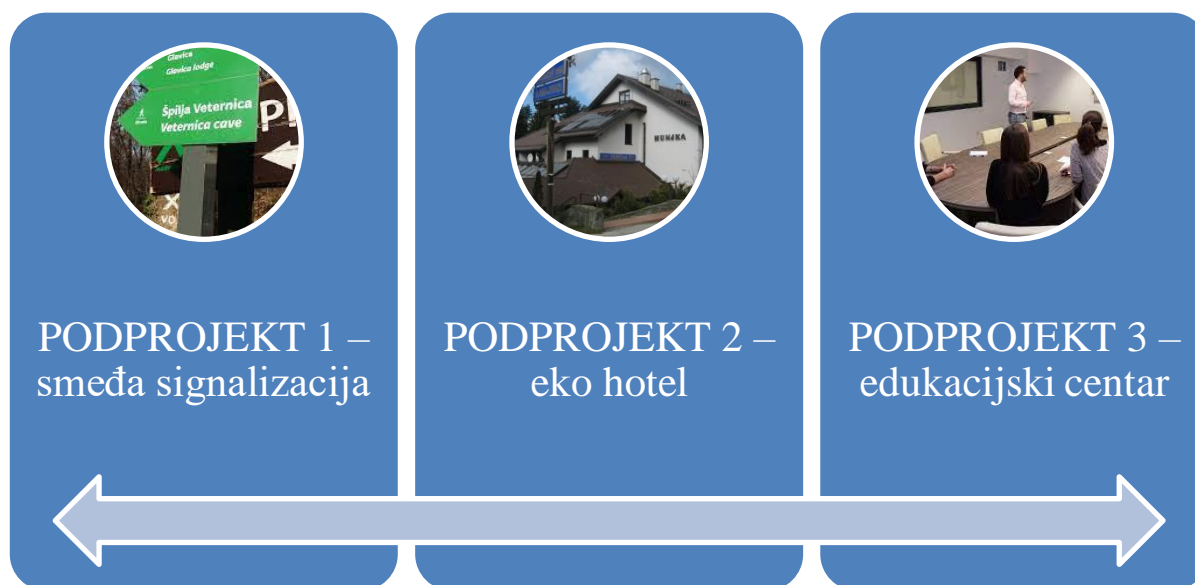 Glavica
Glavica lodge
Špilja Veternica
Veternica cave
HUNJKA
PODPROJEKT 1 –
smeđa signalizacija
PODPROJEKT 2 –
eko hotel
PODPROJEKT 3 –
edukacijski centar